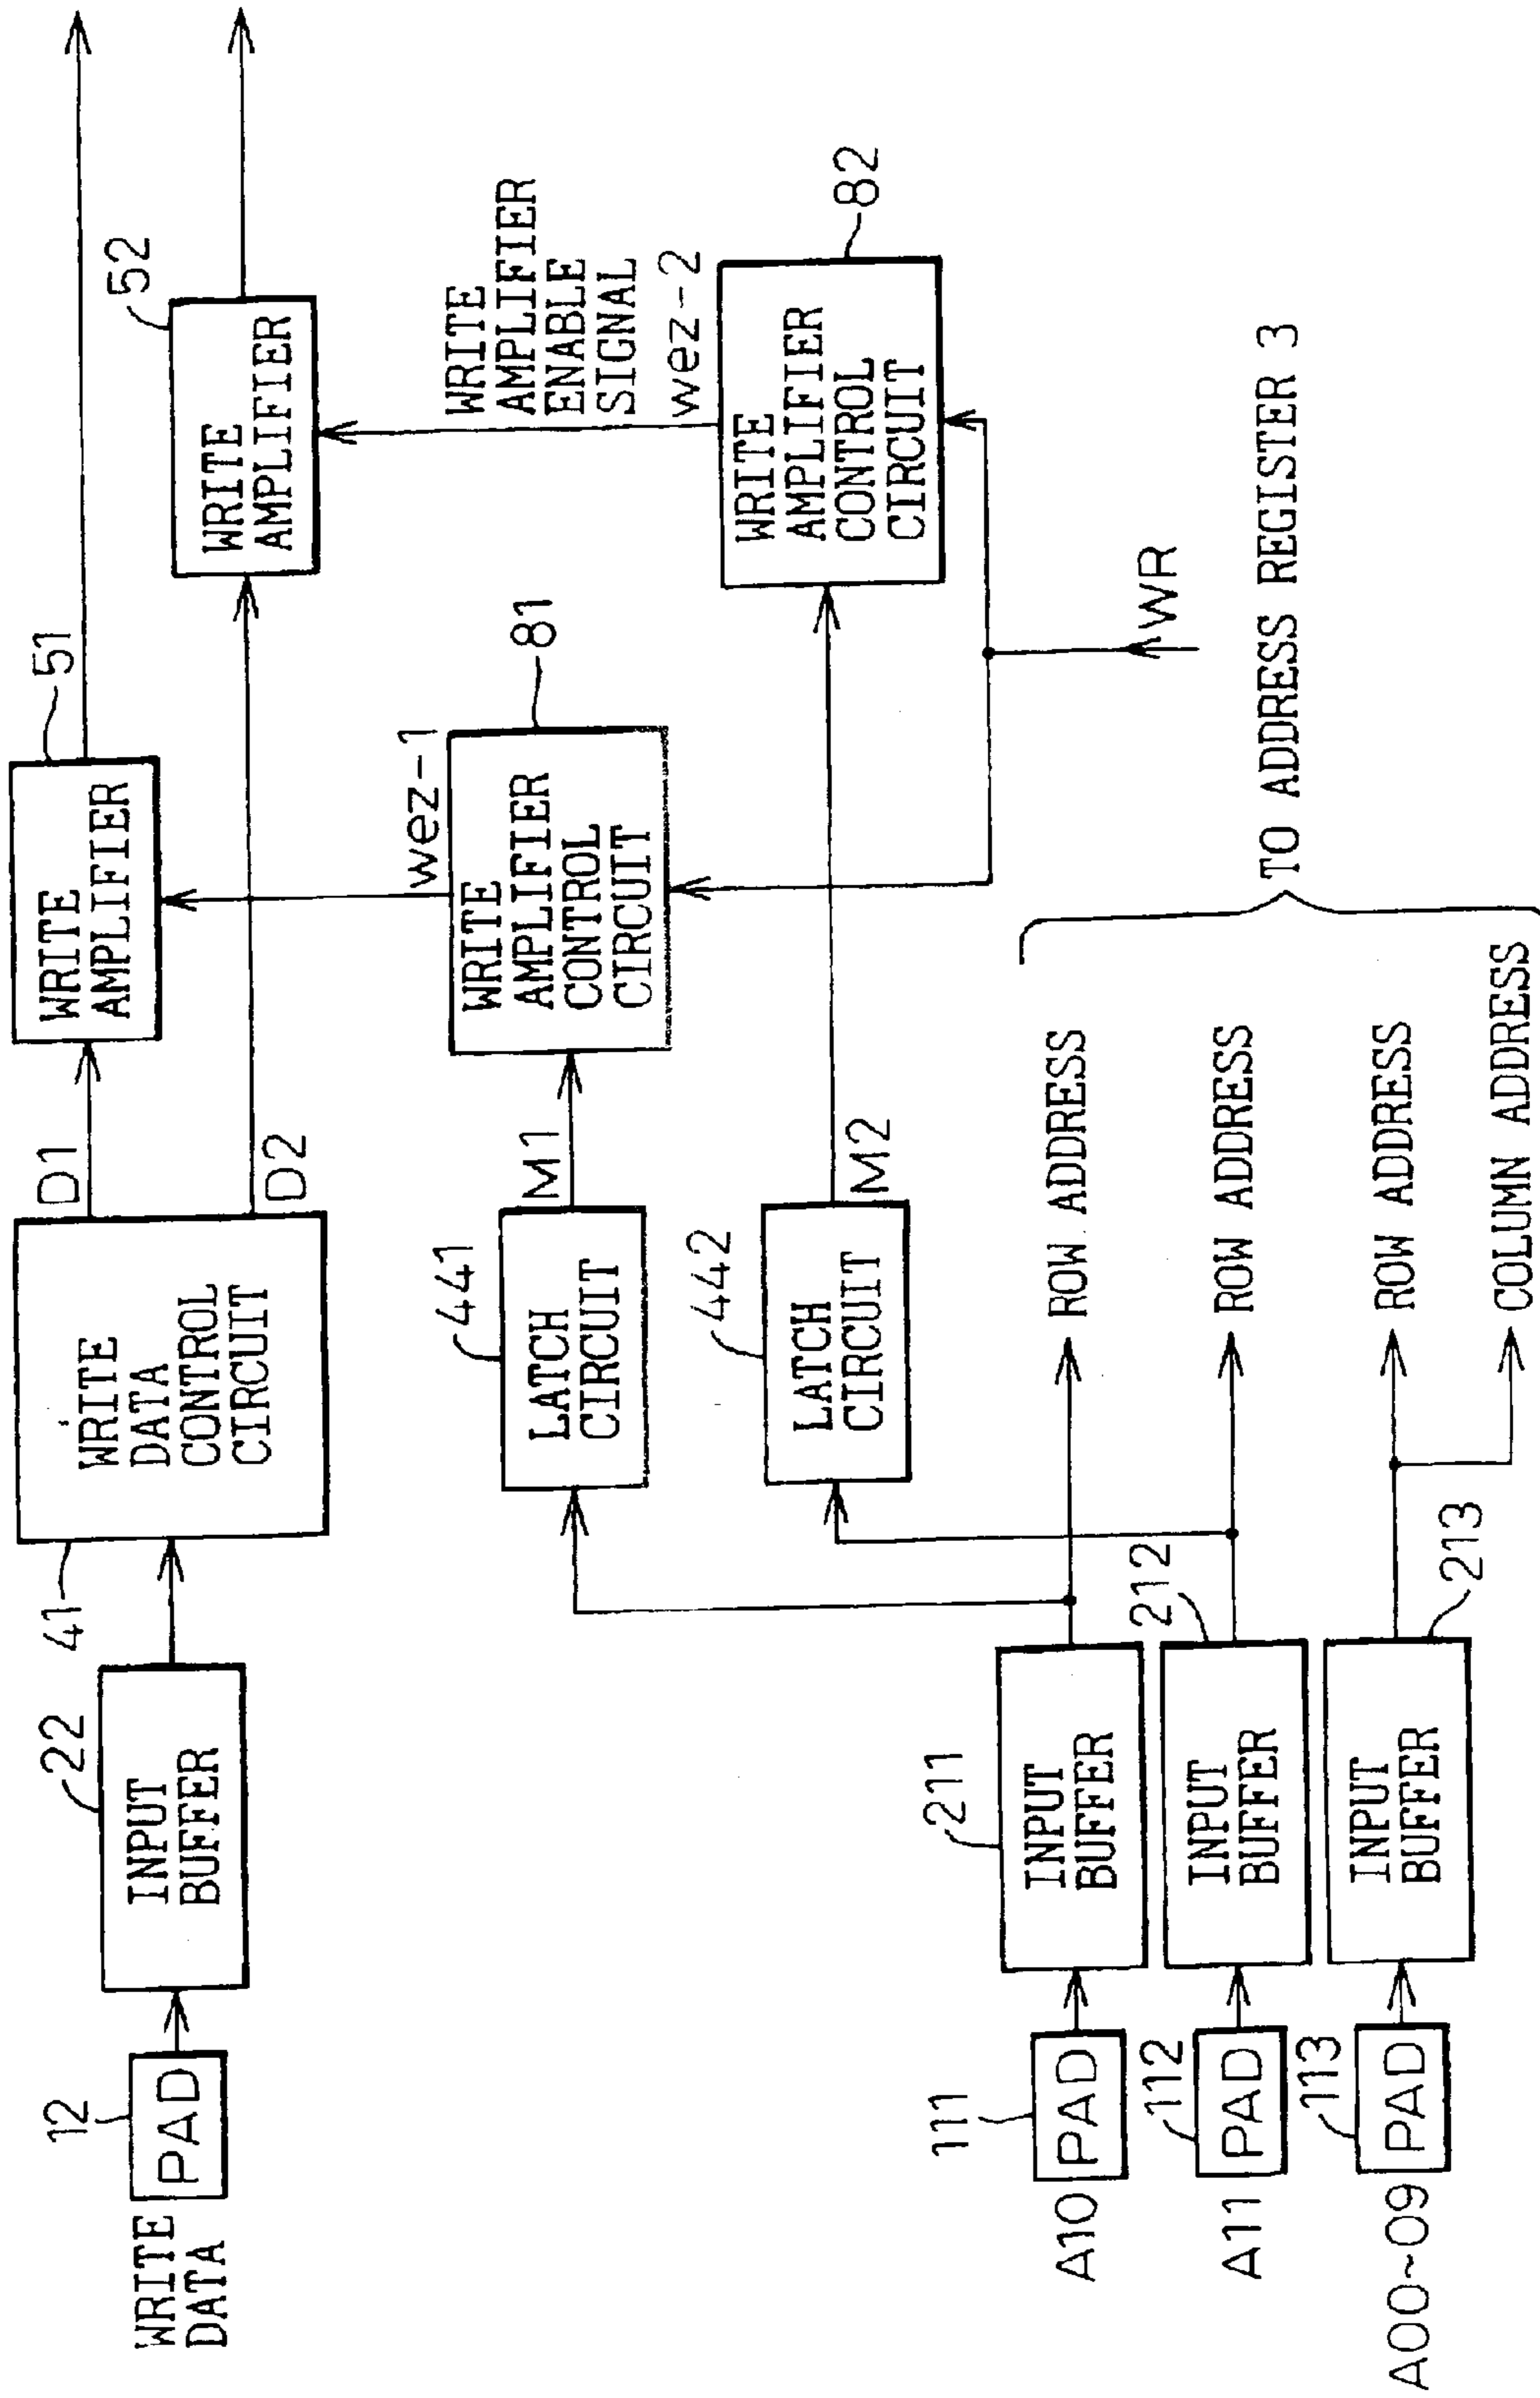 WRITE
DATA
12
PAD
22
INPUT
BUFFER
41
WRITE
DATA
CONTROL
CIRCUIT
D1
D2
51
WRITE
AMPLIFIER
52
WRITE
AMPLIFIER
WRITE
AMPLIFIER
ENABLE
SIGNAL
wez-1
wez-2
441
LATCH
CIRCUIT
M1
81
WRITE
AMPLIFIER
CONTROL
CIRCUIT
442
LATCH
CIRCUIT
M2
82
WRITE
AMPLIFIER
CONTROL
CIRCUIT
WR
A10
111
PAD
211
INPUT
BUFFER
ROW ADDRESS
A11
112
PAD
212
INPUT
BUFFER
ROW ADDRESS
A00~09
113
PAD
213
INPUT
BUFFER
ROW ADDRESS
COLUMN ADDRESS
TO ADDRESS REGISTER 3